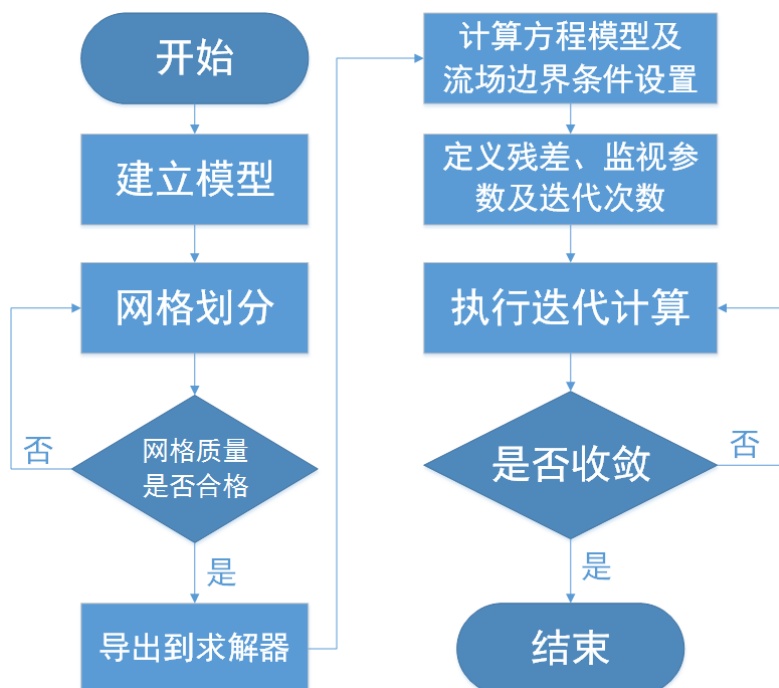 开始
建立模型
网格划分
网格质量
是否合格
否
是
导出到求解器
计算方程模型及
流场边界条件设置
定义残差、监视参
数及迭代次数
执行迭代计算
是否收敛
否
是
结束